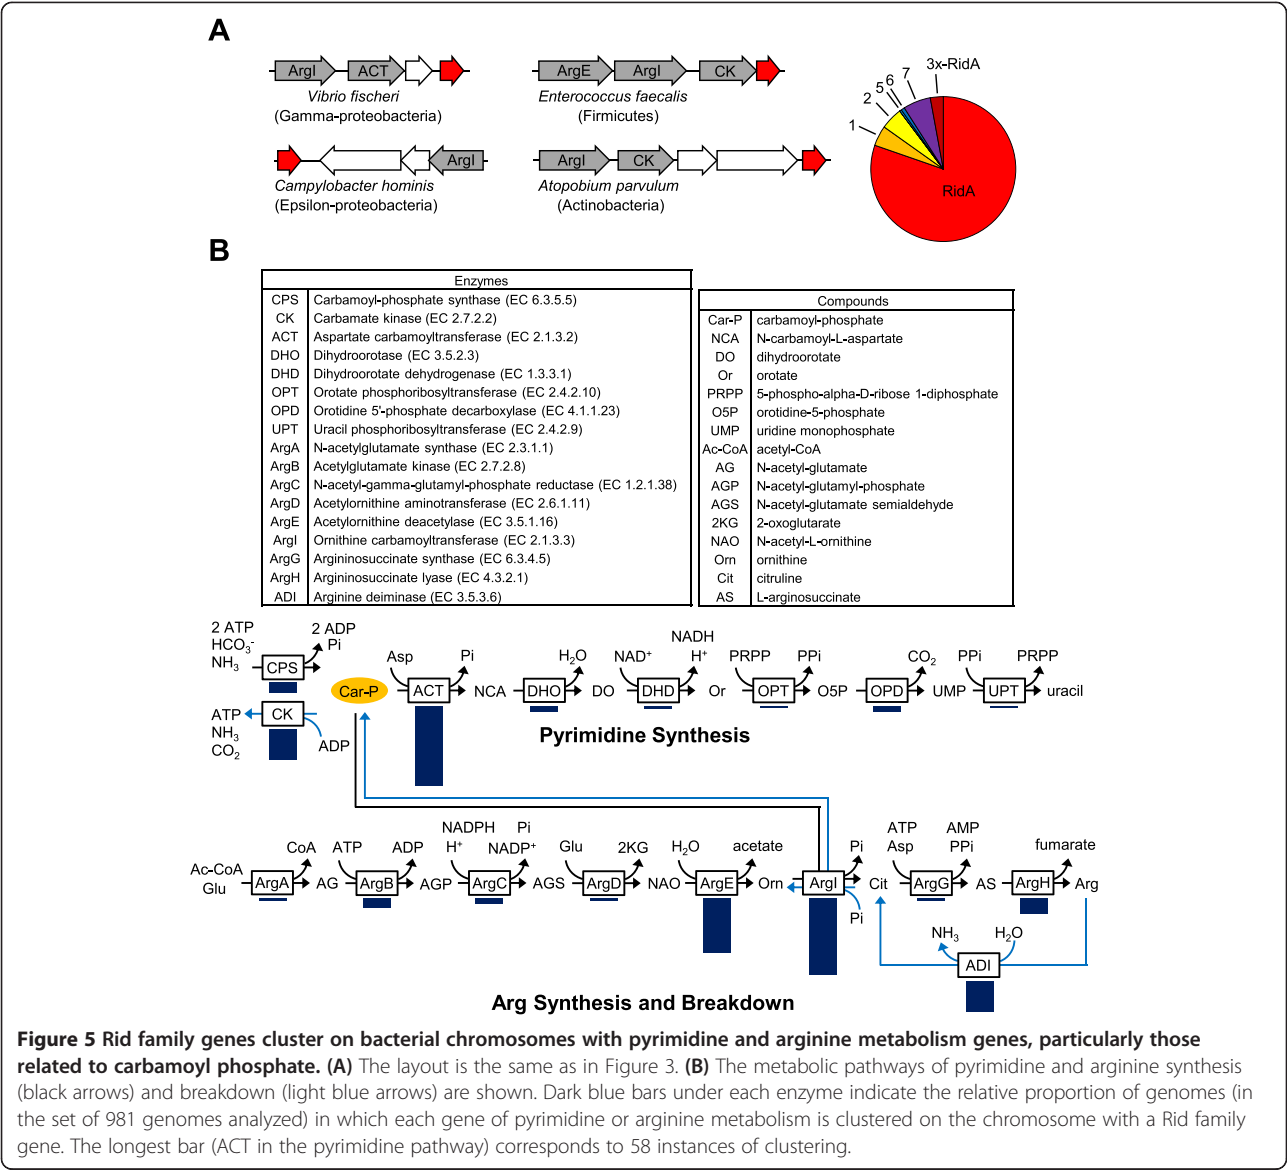 A
ArgI ACT
Vibrio fischeri
(Gamma-proteobacteria)
ArgE ArgI CK
Enterococcus faecalis
(Firmicutes)
ArgI
Campylobacter hominis
(Epsilon-proteobacteria)
ArgI CK
Atopobium parvulum
(Actinobacteria)
1 2 5 6 7 3x-RidA
RidA
B
Enzymes
CPS Carbamoyl-phosphate synthase (EC 6.3.5.5)
CK Carbamate kinase (EC 2.7.2.2)
ACT Aspartate carbamoyltransferase (EC 2.1.3.2)
DHO Dihydroorotase (EC 3.5.2.3)
DHD Dihydroorotate dehydrogenase (EC 1.3.3.1)
OPT Orotate phosphoribosyltransferase (EC 2.4.2.10)
OPD Orotidine 5'-phosphate decarboxylase (EC 4.1.1.23)
UPT Uracil phosphoribosyltransferase (EC 2.4.2.9)
ArgA N-acetylglutamate synthase (EC 2.3.1.1)
ArgB Acetylglutamate kinase (EC 2.7.2.8)
ArgC N-acetyl-gamma-glutamyl-phosphate reductase (EC 1.2.1.38)
ArgD Acetylornithine aminotransferase (EC 2.6.1.11)
ArgE Acetylornithine deacetylase (EC 3.5.1.16)
ArgI Ornithine carbamoyltransferase (EC 2.1.3.3)
ArgG Argininosuccinate synthase (EC 6.3.4.5)
ArgH Argininosuccinate lyase (EC 4.3.2.1)
ADI Arginine deiminase (EC 3.5.3.6)
Compounds
Car-P carbamoyl-phosphate
NCA N-carbamoyl-L-aspartate
DO dihydroorotate
Or orotate
PRPP 5-phospho-alpha-D-ribose 1-diphosphate
O5P orotidine-5-phosphate
UMP uridine monophosphate
Ac-CoA acetyl-CoA
AG N-acetyl-glutamate
AGP N-acetyl-glutamyl-phosphate
AGS N-acetyl-glutamate semialdehyde
2KG 2-oxoglutarate
NAO N-acetyl-L-ornithine
Orn ornithine
Cit citruline
AS L-arginosuccinate
2 ATP 2 ADP
HCO₃⁻ Pi
NH₃ CPS
Asp Pi H₂O NAD⁺ NADH H⁺ PRPP PPi CO₂ PPi PRPP
Car-P ACT NCA DHO DO DHD Or OPT O5P OPD UMP UPT uracil
ATP CK
NH₃ ADP
CO₂
Pyrimidine Synthesis
CoA ATP ADP NADPH H⁺ Pi NADP⁺ Glu 2KG H₂O acetate Pi ATP Asp AMP PPi fumarate
Ac-CoA
Glu ArgA AG ArgB AGP ArgC AGS ArgD NAO ArgE Orn ArgI Cit ArgG AS ArgH Arg
Pi
NH₃ H₂O
ADI
Arg Synthesis and Breakdown
Figure 5 Rid family genes cluster on bacterial chromosomes with pyrimidine and arginine metabolism genes, particularly those
related to carbamoyl phosphate. (A) The layout is the same as in Figure 3. (B) The metabolic pathways of pyrimidine and arginine synthesis
(black arrows) and breakdown (light blue arrows) are shown. Dark blue bars under each enzyme indicate the relative proportion of genomes (in
the set of 981 genomes analyzed) in which each gene of pyrimidine or arginine metabolism is clustered on the chromosome with a Rid family
gene. The longest bar (ACT in the pyrimidine pathway) corresponds to 58 instances of clustering.